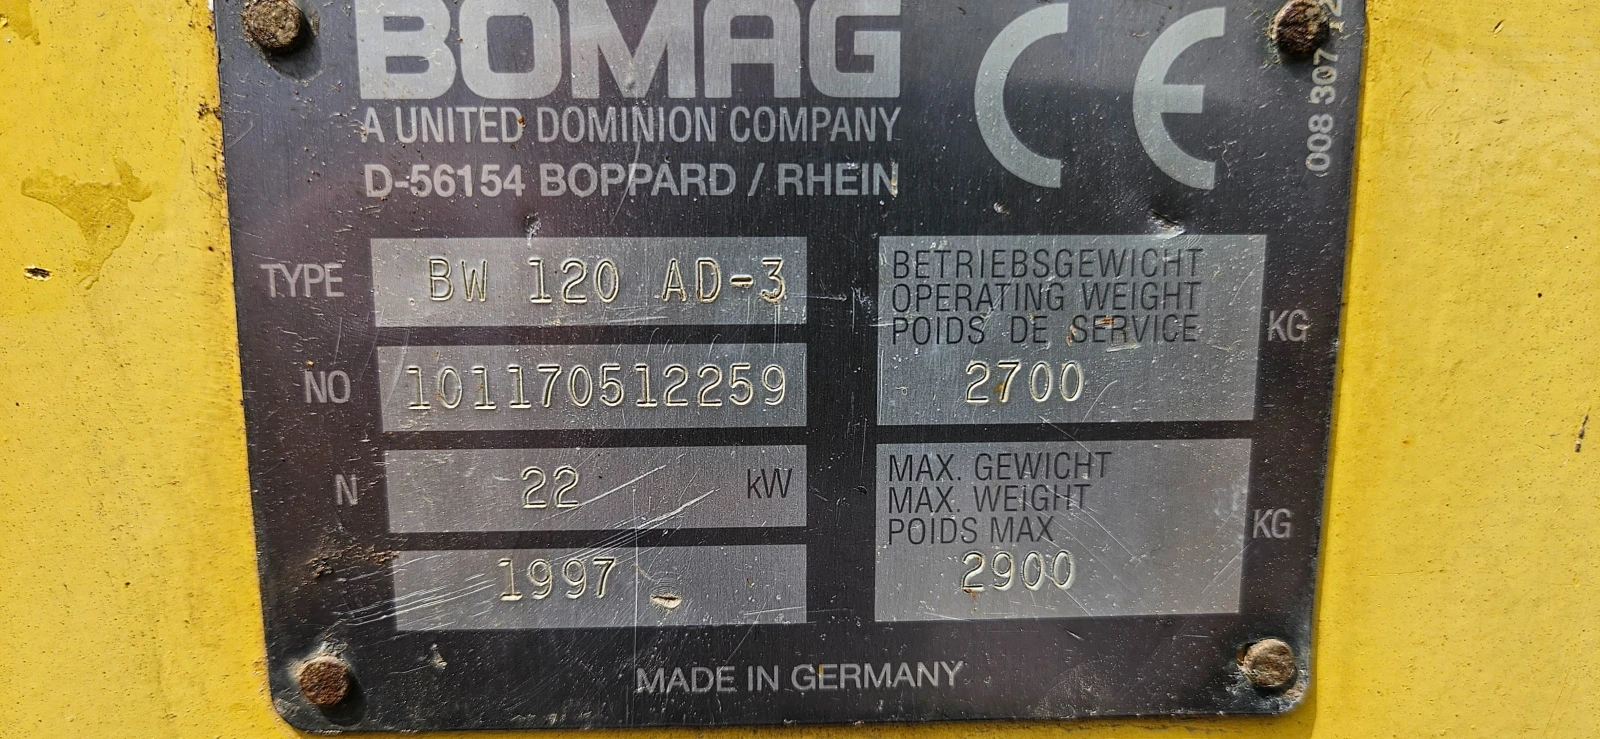 BOMAG
A UNITED DOMINION COMPANY
D-56154 BOPPARD / RHEIN
CE
008 307
TYPE BW 120 AD-3
NO 101170512259
N 22 kW
1997
BETRIEBSGEWICHT
OPERATING WEIGHT
POIDS DE SERVICE
2700 KG
MAX. GEWICHT
MAX. WEIGHT
POIDS MAX
2900 KG
MADE IN GERMANY